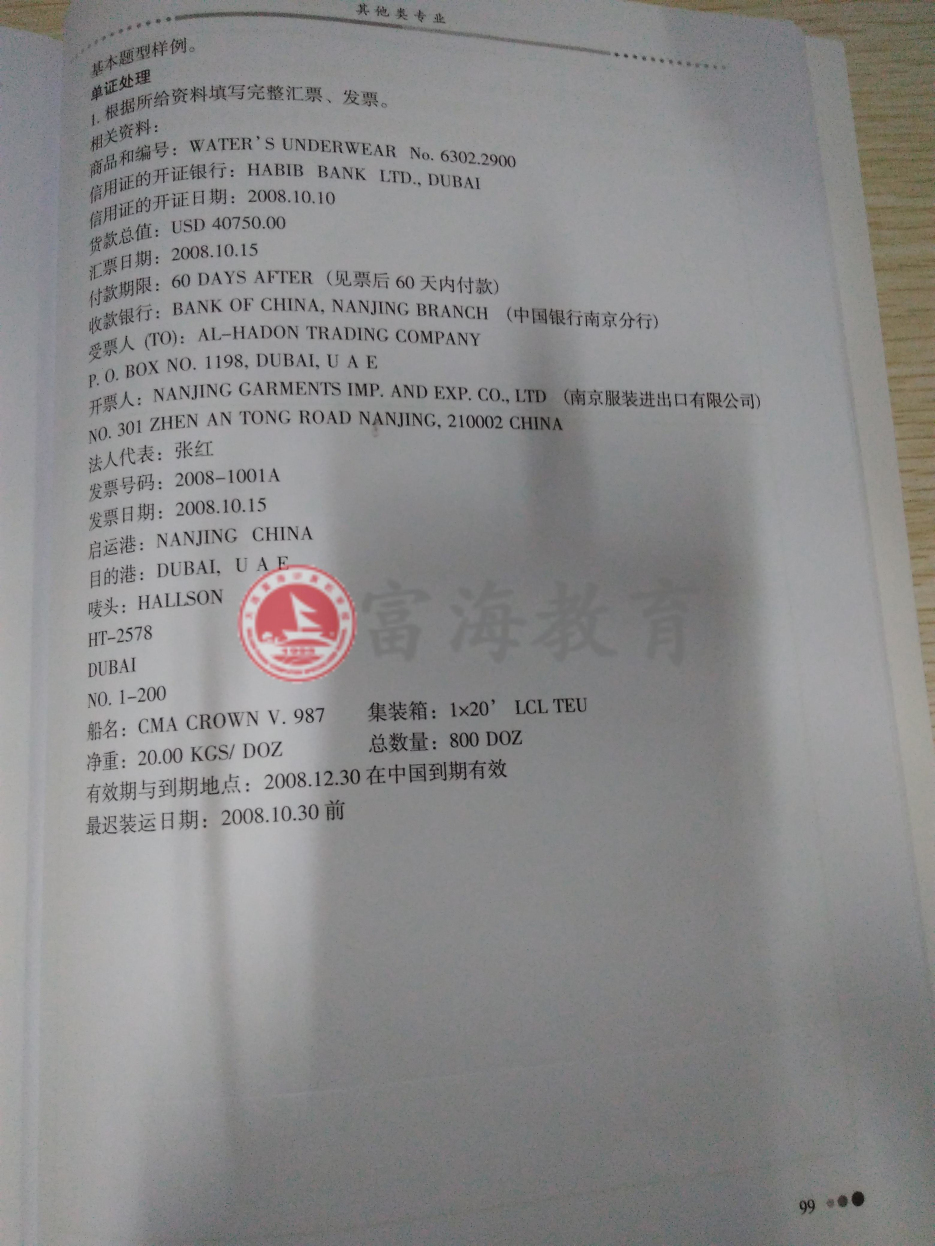 其他类专业
基本题型样例。
单证处理
1. 根据所给资料填写完整汇票、发票。
相关资料：
商品和编号：WATER'S UNDERWEAR No. 6302.2900
信用证的开证银行：HABIB BANK LTD., DUBAI
信用证的开证日期：2008.10.10
货款总值：USD 40750.00
汇票日期：2008.10.15
付款期限：60 DAYS AFTER（见票后 60 天内付款）
收款银行：BANK OF CHINA, NANJING BRANCH （中国银行南京分行）
受票人 (TO)：AL-HADON TRADING COMPANY
P. O. BOX NO. 1198, DUBAI, U A E
开票人：NANJING GARMENTS IMP. AND EXP. CO., LTD （南京服装进出口有限公司）
NO. 301 ZHEN AN TONG ROAD NANJING, 210002 CHINA
法人代表：张红
发票号码：2008-1001A
发票日期：2008.10.15
启运港：NANJING CHINA
目的港：DUBAI, U A E
唛头：HALLSON
HT-2578
DUBAI
NO. 1-200
富海教育
船名：CMA CROWN V. 987 集装箱：1×20' LCL TEU
净重：20.00 KGS/ DOZ 总数量：800 DOZ
有效期与到期地点：2008.12.30 在中国到期有效
最迟装运日期：2008.10.30 前
99